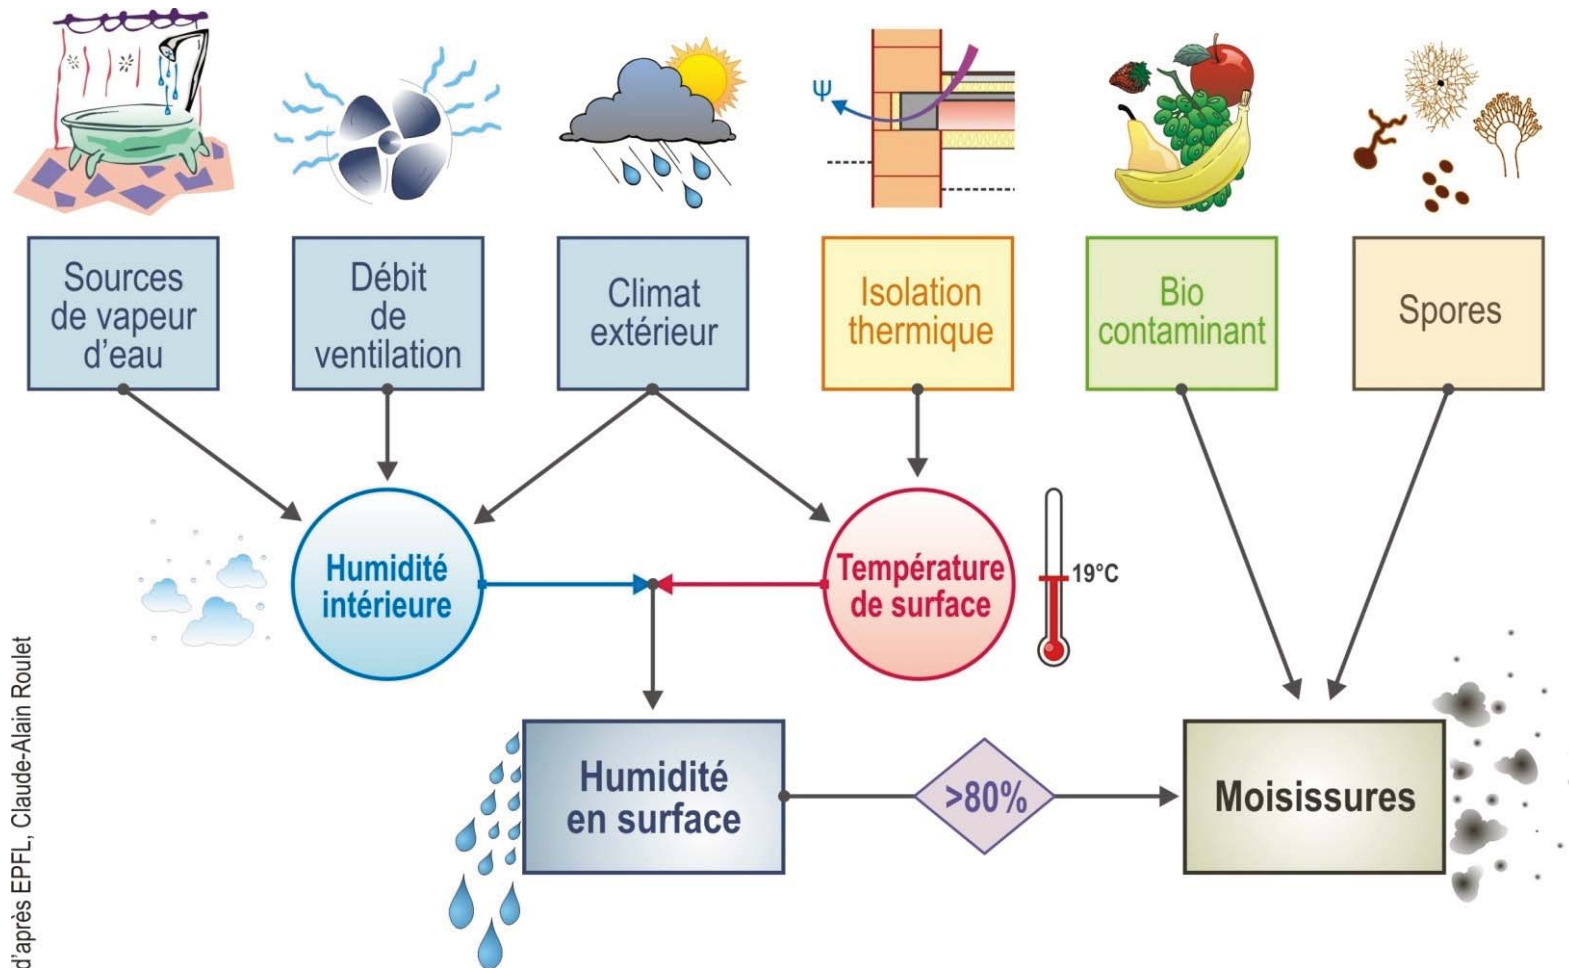 Ψ
Sources
de vapeur
d'eau
Débit
de
ventilation
Climat
extérieur
Isolation
thermique
Bio
contaminant
Spores
Humidité
intérieure
Température
de surface
19°C
Humidité
en surface
>80%
Moisissures
d'après EPFL, Claude-Alain Roulet